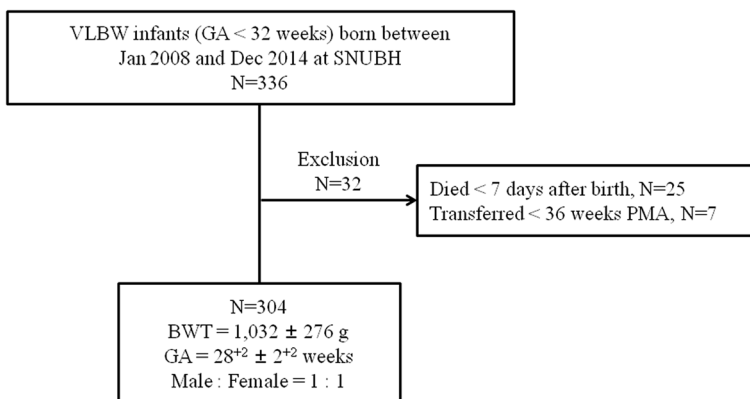 VLBW infants (GA < 32 weeks) born between
Jan 2008 and Dec 2014 at SNUBH
N=336
Exclusion
N=32
Died < 7 days after birth, N=25
Transferred < 36 weeks PMA, N=7
N=304
BWT = 1,032 ± 276 g
GA = 28⁺² ± 2⁺² weeks
Male : Female = 1 : 1